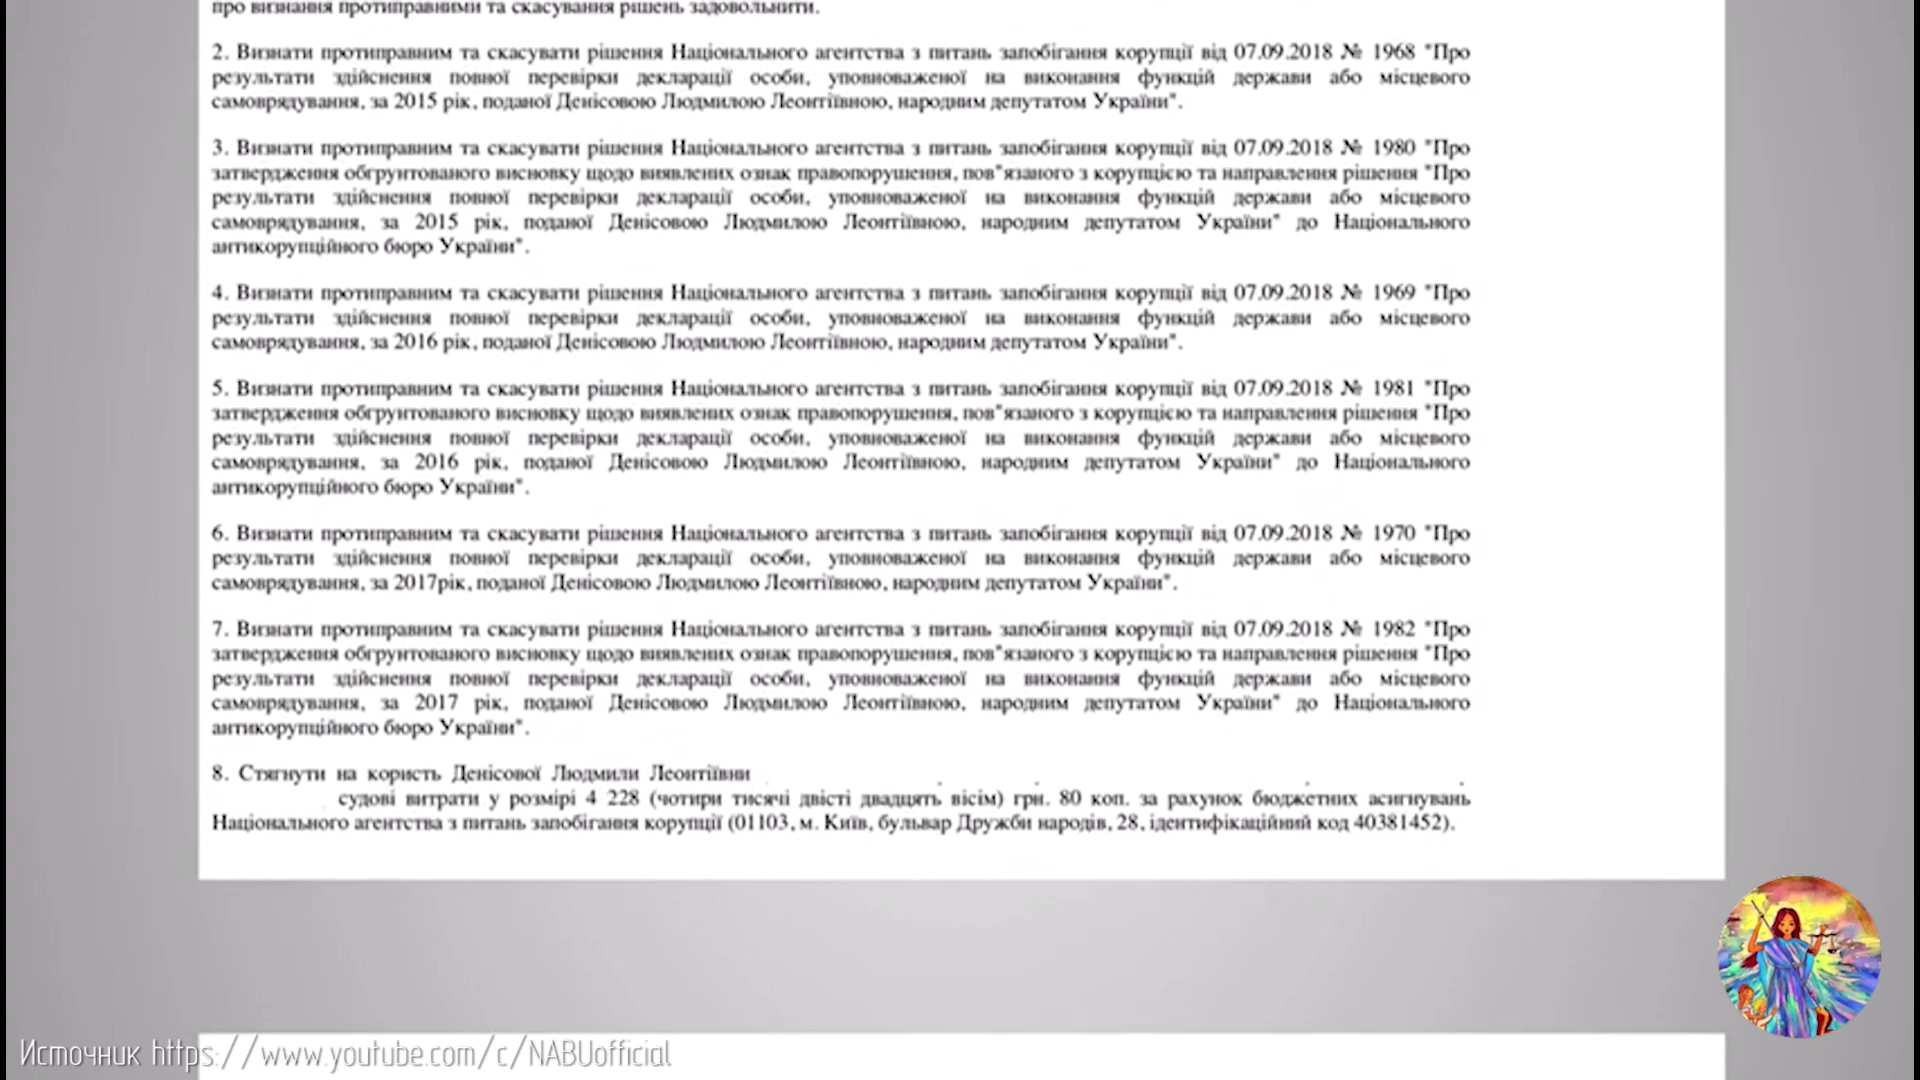 про визнання протиправними та скасування рішень задовольнити.
2. Визнати протиправним та скасувати рішення Національного агентства з питань запобігання корупції від 07.09.2018 № 1968 "Про
результати здійснення повної перевірки декларації особи, уповноваженої на виконання функцій держави або місцевого
самоврядування, за 2015 рік, поданої Денісовою Людмилою Леонтіївною, народним депутатом України".
3. Визнати протиправним та скасувати рішення Національного агентства з питань запобігання корупції від 07.09.2018 № 1980 "Про
затвердження обгрунтованого висновку щодо виявлених ознак правопорушення, пов"язаного з корупцією та направлення рішення "Про
результати здійснення повної перевірки декларації особи, уповноваженої на виконання функцій держави або місцевого
самоврядування, за 2015 рік, поданої Денісовою Людмилою Леонтіївною, народним депутатом України" до Національного
антикорупційного бюро України".
4. Визнати протиправним та скасувати рішення Національного агентства з питань запобігання корупції від 07.09.2018 № 1969 "Про
результати здійснення повної перевірки декларації особи, уповноваженої на виконання функцій держави або місцевого
самоврядування, за 2016 рік, поданої Денісовою Людмилою Леонтіївною, народним депутатом України".
5. Визнати протиправним та скасувати рішення Національного агентства з питань запобігання корупції від 07.09.2018 № 1981 "Про
затвердження обгрунтованого висновку щодо виявлених ознак правопорушення, пов"язаного з корупцією та направлення рішення "Про
результати здійснення повної перевірки декларації особи, уповноваженої на виконання функцій держави або місцевого
самоврядування, за 2016 рік, поданої Денісовою Людмилою Леонтіївною, народним депутатом України" до Національного
антикорупційного бюро України".
6. Визнати протиправним та скасувати рішення Національного агентства з питань запобігання корупції від 07.09.2018 № 1970 "Про
результати здійснення повної перевірки декларації особи, уповноваженої на виконання функцій держави або місцевого
самоврядування, за 2017рік, поданої Денісовою Людмилою Леонтіївною, народним депутатом України".
7. Визнати протиправним та скасувати рішення Національного агентства з питань запобігання корупції від 07.09.2018 № 1982 "Про
затвердження обгрунтованого висновку щодо виявлених ознак правопорушення, пов"язаного з корупцією та направлення рішення "Про
результати здійснення повної перевірки декларації особи, уповноваженої на виконання функцій держави або місцевого
самоврядування, за 2017 рік, поданої Денісовою Людмилою Леонтіївною, народним депутатом України" до Національного
антикорупційного бюро України".
8. Стягнути на користь Денісової Людмили Леонтіївни
судові витрати у розмірі 4 228 (чотири тисячі двісті двадцять вісім) грн. 80 коп. за рахунок бюджетних асигнувань
Національного агентства з питань запобігання корупції (01103, м. Київ, бульвар Дружби народів, 28, ідентифікаційний код 40381452).
Источник https://www.youtube.com/c/NABUofficial